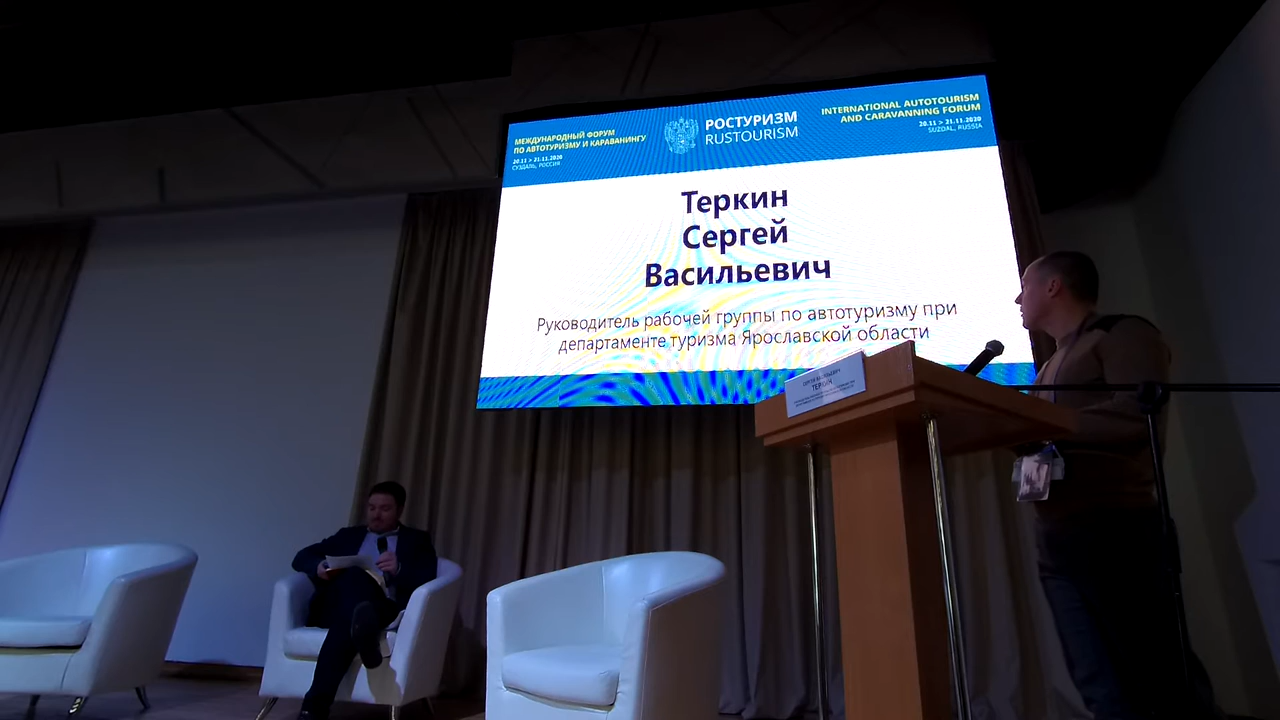 МЕЖДУНАРОДНЫЙ ФОРУМ
ПО АВТОТУРИЗМУ И КАРАВАНИНГУ
20.11 > 21.11.2020
СУЗДАЛЬ, РОССИЯ
РОСТУРИЗМ
RUSTOURISM
INTERNATIONAL AUTOTOURISM
AND CARAVANNING FORUM
20.11 > 21.11.2020
SUZDAL, RUSSIA
Теркин
Сергей
Васильевич
Руководитель рабочей группы по автотуризму при
департаменте туризма Ярославской области
СЕРГЕЙ ВАСИЛЬЕВИЧ
ТЕРКИН